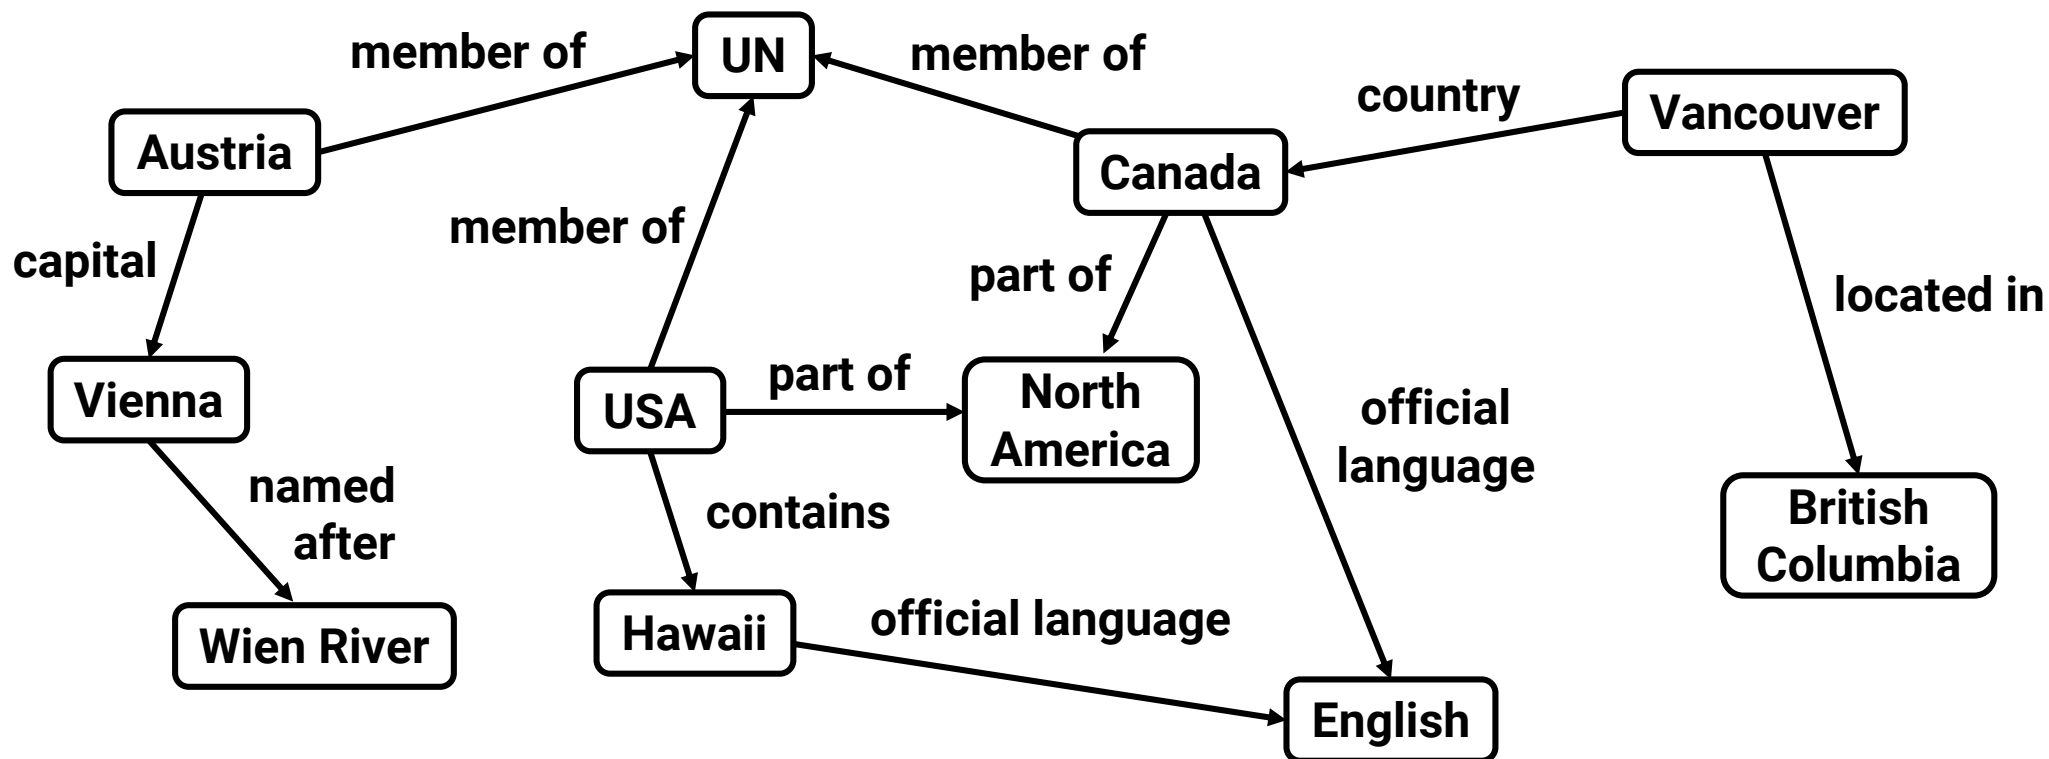 member of
UN
member of
country
Vancouver
Austria
Canada
member of
capital
part of
located in
Vienna
USA
part of
North
America
official
language
named
after
contains
British
Columbia
Wien River
Hawaii
official language
English